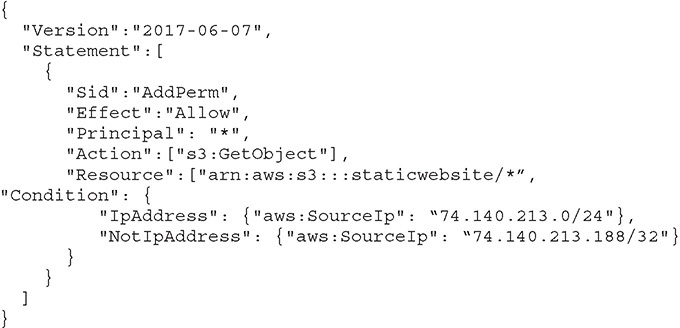 {
  "Version":"2017-06-07",
  "Statement":[
    {
      "Sid":"AddPerm",
      "Effect":"Allow",
      "Principal": "*",
      "Action":["s3:GetObject"],
      "Resource":["arn:aws:s3:::staticwebsite/*”,
"Condition": {
        "IpAddress": {"aws:SourceIp": “74.140.213.0/24"},
        "NotIpAddress": {"aws:SourceIp": “74.140.213.188/32"}
      }
    }
  ]
}